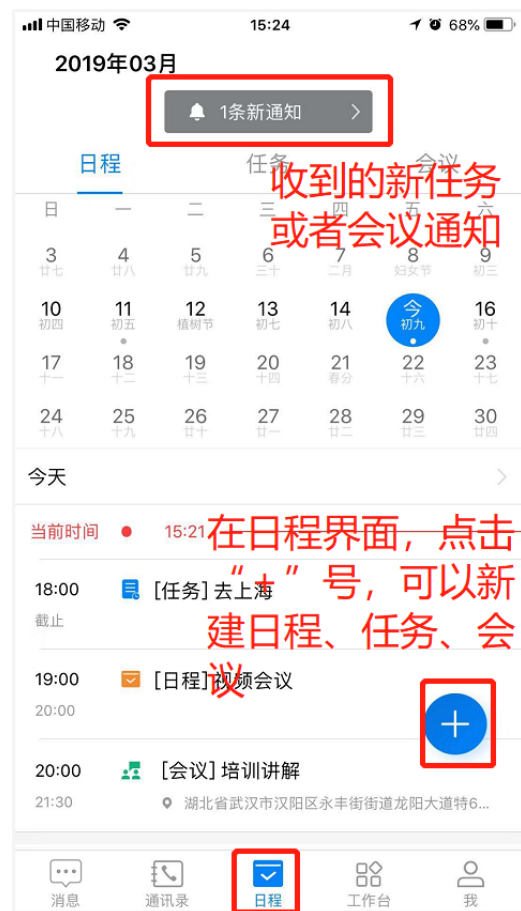 中国移动 15:24 68%
2019年03月
1条新通知
日程 任务 会议
收到的新任务
或者会议通知
日 一 二 三 四 五 六
3 4 5 6 7 8 9
廿七 廿八 廿九 三十 二月 妇女节 初三
10 11 12 13 14 今 16
初四 初五 植树节 初七 初八 初九 初十
17 18 19 20 21 22 23
十一 十二 十三 十四 春分 十六 十七
24 25 26 27 28 29 30
十八 十九 二十 廿一 廿二 廿三 廿四
今天
当前时间 15:21
在日程界面，点击
“+”号，可以新
建日程、任务、会
议
18:00 [任务] 去上海
截止
19:00 [日程] 视频会议
20:00
20:00 [会议] 培训讲解
21:30 湖北省武汉市汉阳区永丰街街道龙阳大道特6...
消息 通讯录 日程 工作台 我